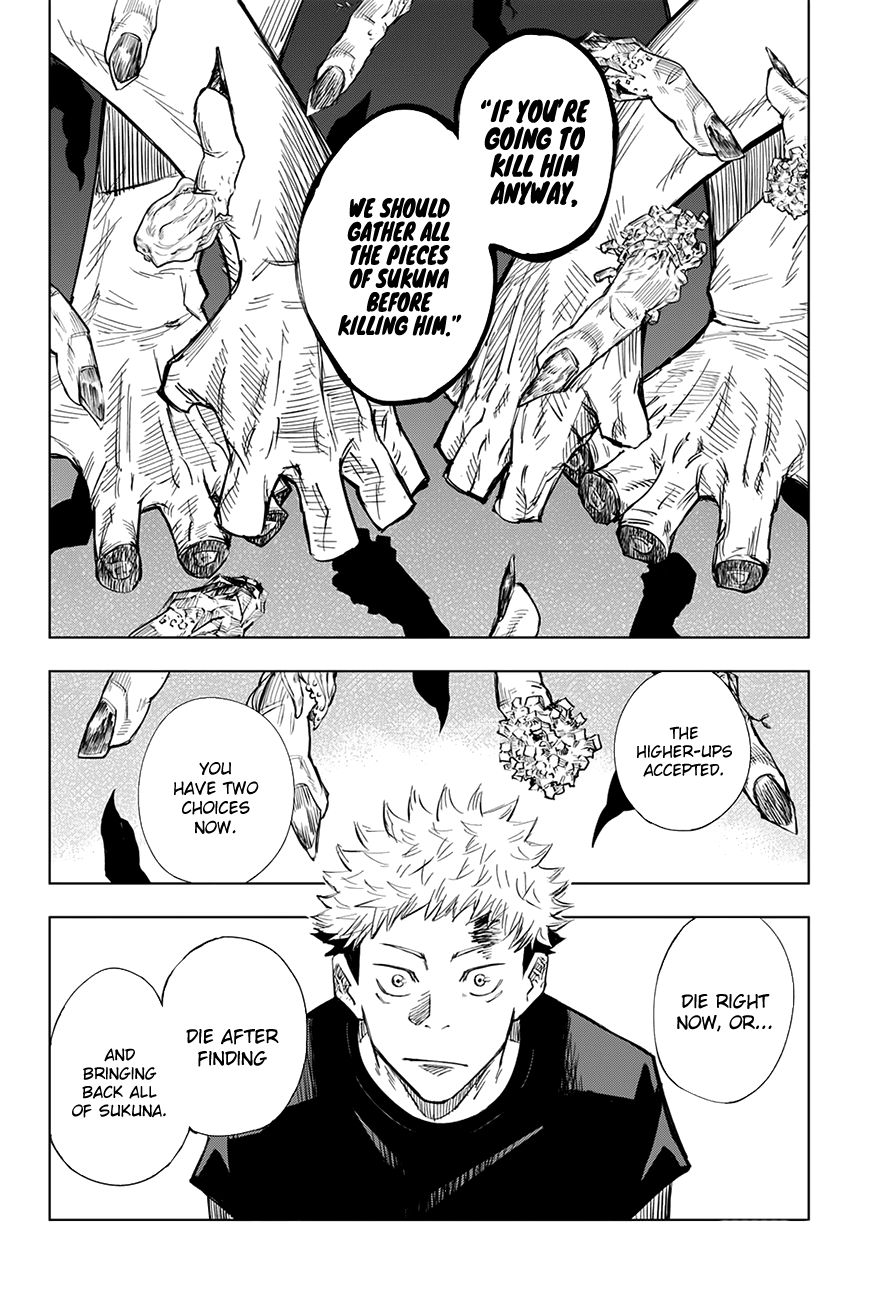 "IF YOU'RE
GOING TO
KILL HIM
ANYWAY,
WE SHOULD
GATHER ALL
THE PIECES
OF SUKUNA
BEFORE
KILLING HIM."
THE
HIGHER-UPS
ACCEPTED.
YOU
HAVE TWO
CHOICES
NOW.
DIE RIGHT
NOW, OR...
DIE AFTER
FINDING
AND
BRINGING
BACK ALL
OF SUKUNA.